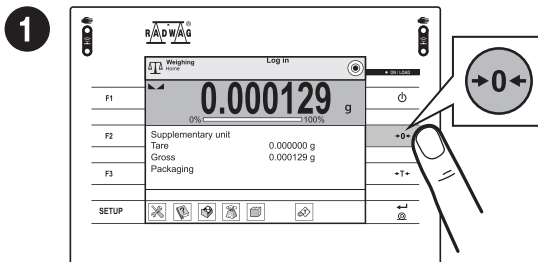 1
RADWAG
Weighing
Home
Log in
ON / LOAD
0.000129 g
0% 100%
F1
F2
F3
SETUP
Supplementary unit
Tare 0.000000 g
Gross 0.000129 g
Packaging
→0←
→T←
→0←